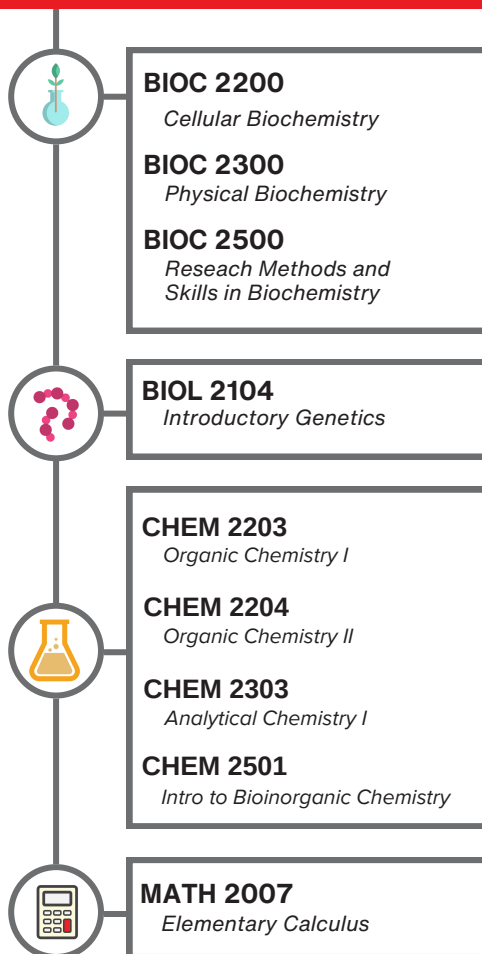 BIOC 2200
Cellular Biochemistry
BIOC 2300
Physical Biochemistry
BIOC 2500
Reseach Methods and
Skills in Biochemistry
BIOL 2104
Introductory Genetics
CHEM 2203
Organic Chemistry I
CHEM 2204
Organic Chemistry II
CHEM 2303
Analytical Chemistry I
CHEM 2501
Intro to Bioinorganic Chemistry
MATH 2007
Elementary Calculus